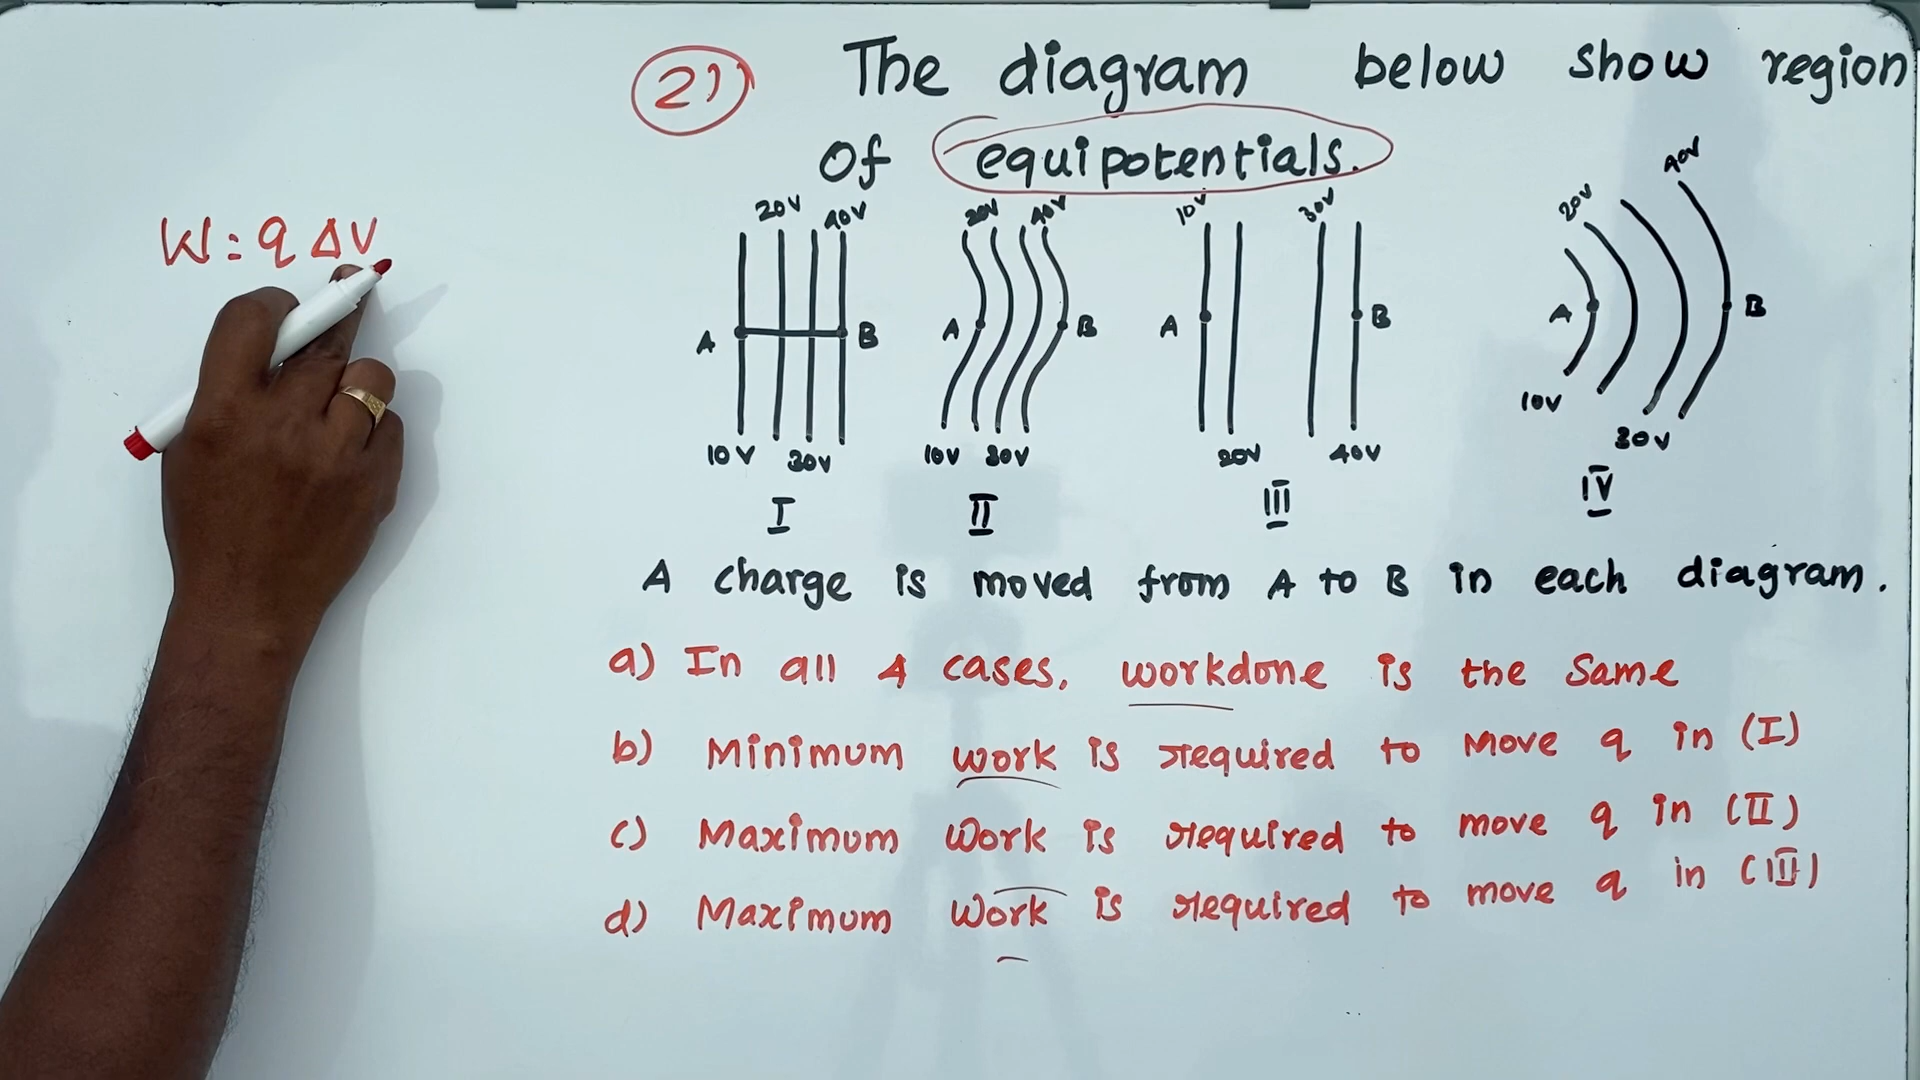 21) The diagram below show region
Of equipotentials.
W = q ΔV
20V 40V 20V 40V 10V 30V 20V 40V
A B A B A B A B
10V 30V 10V 30V 20V 40V 10V 30V
I II III IV
A charge is moved from A to B in each diagram.
a) In all 4 cases, workdone is the same
b) Minimum work is required to move q in (I)
c) Maximum work is required to move q in (II)
d) Maximum work is required to move q in (III)